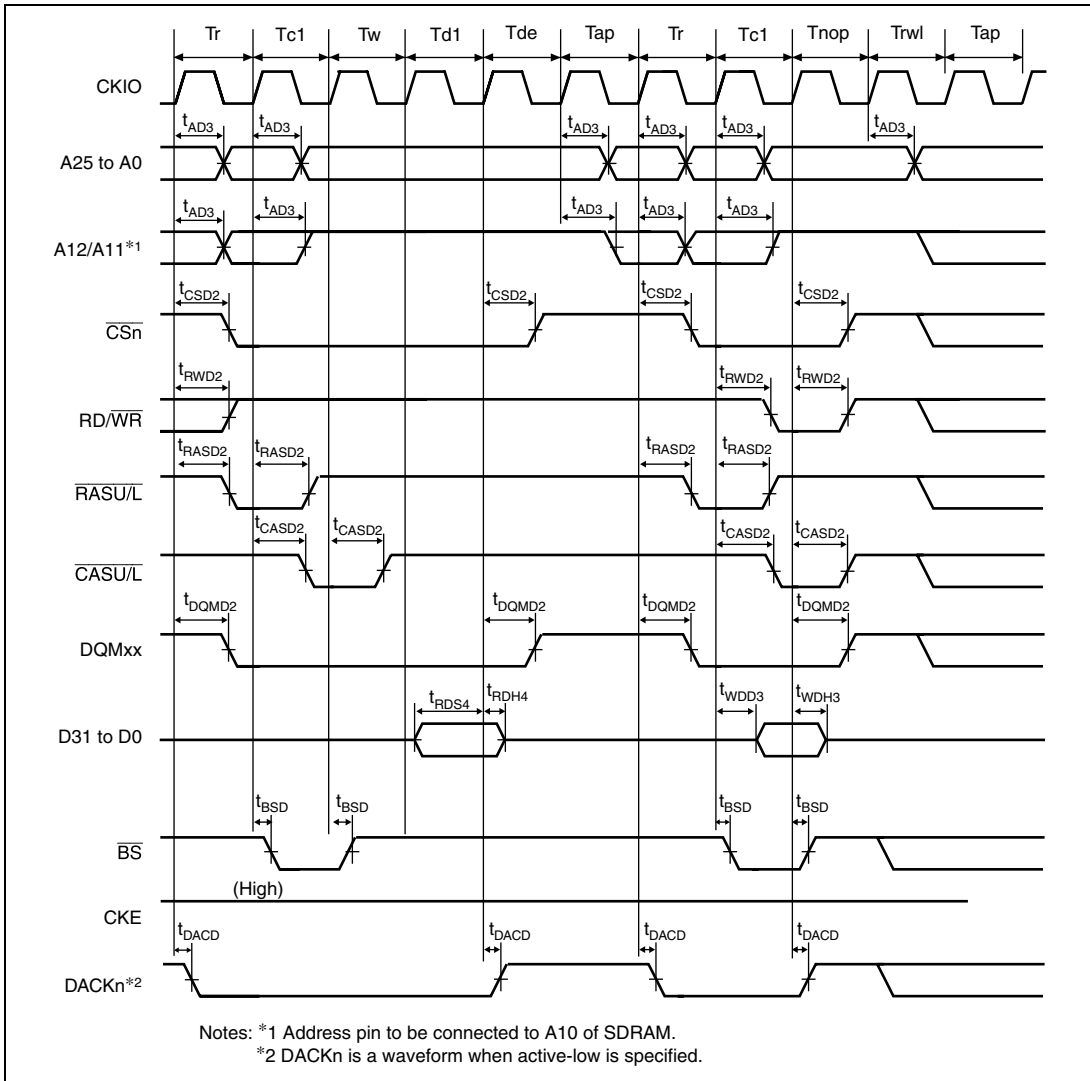 Tr Tc1 Tw Td1 Tde Tap Tr Tc1 Tnop Trwl Tap
CKIO
tAD3 tAD3 tAD3 tAD3 tAD3 tAD3
A25 to A0
tAD3 tAD3 tAD3 tAD3 tAD3
A12/A11*1
tCSD2 tCSD2 tCSD2 tCSD2
CSn
tRWD2 tRWD2 tRWD2
RD/WR
tRASD2 tRASD2 tRASD2 tRASD2
RASU/L
tCASD2 tCASD2 tCASD2 tCASD2
CASU/L
tDQMD2 tDQMD2 tDQMD2 tDQMD2
DQMxx
tRDS4 tRDH4 tWDD3 tWDH3
D31 to D0
tBSD tBSD tBSD tBSD
BS
(High)
CKE
tDACD tDACD tDACD tDACD
DACKn*2
Notes: *1 Address pin to be connected to A10 of SDRAM.
*2 DACKn is a waveform when active-low is specified.